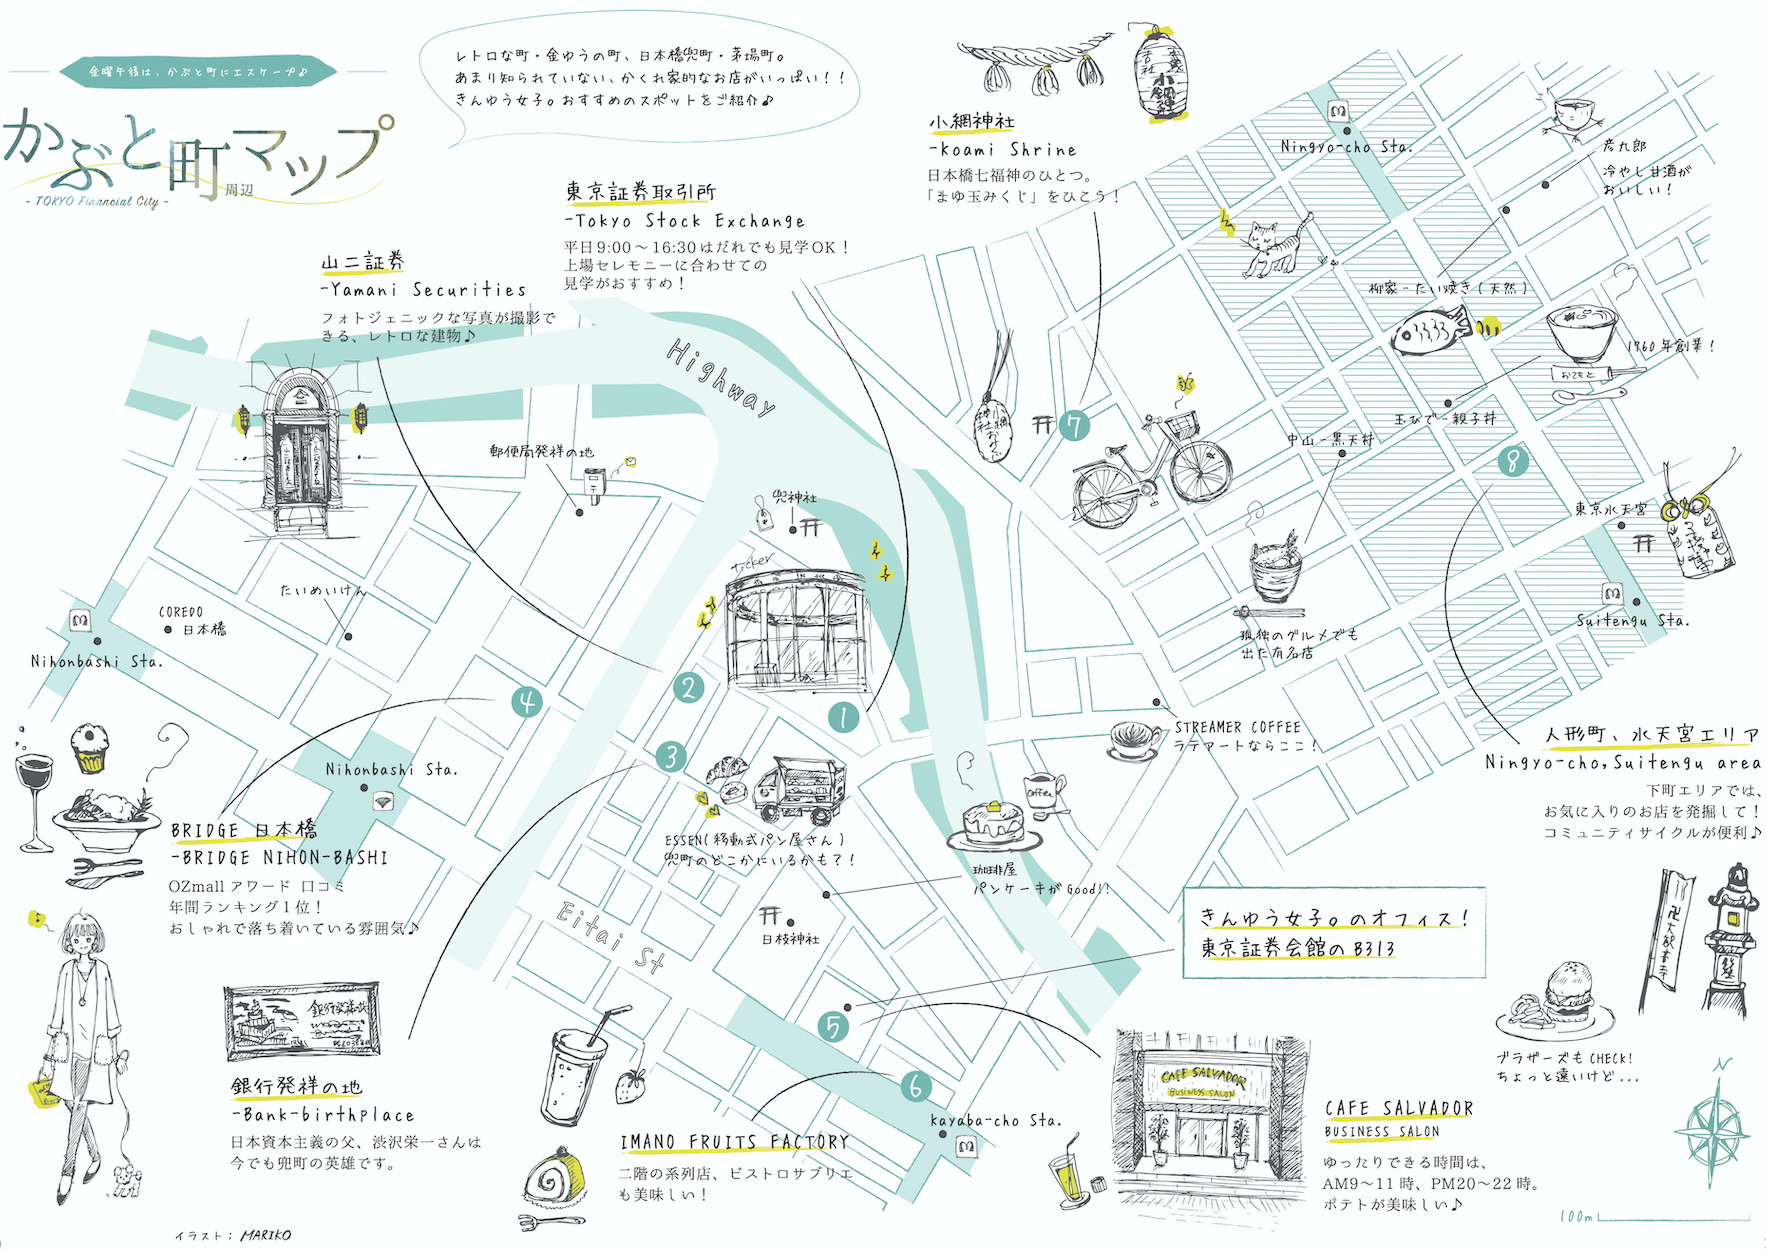 金曜午後は、かぶと町にエスケープ♪
かぶと町マップ
周辺
- TOKYO Financial City -
レトロな町・金ゆうの町、日本橋兜町・茅場町。
あまり知られていない、かくれ家的なお店がいっぱい！！
きんゆう女子。おすすめのスポットをご紹介♪
小網神社
-Koami Shrine
日本橋七福神のひとつ。
「まゆ玉みくじ」をひこう！
東京証券取引所
-Tokyo Stock Exchange
平日9:00～16:30はだれでも見学OK！
上場セレモニーに合わせての
見学がおすすめ！
山二証券
-Yamani Securities
フォトジェニックな写真が撮影で
きる、レトロな建物♪
Highway
Ningyo-cho Sta.
彦九郎
冷やし甘酒が
おいしい！
柳家-たい焼き(天然)
1760年創業！
おてもと
玉ひで-親子丼
中山-黒天丼
7
8
東京水天宮
Suitengu Sta.
孤独のグルメでも
出た有名店
郵便局発祥の地
兜神社
ticker
たいめいけん
COREDO
日本橋
Nihonbashi Sta.
4
2
1
3
Nihonbashi Sta.
STREAMER COFFEE
ラテアートならここ！
人形町、水天宮エリア
Ningyo-cho,Suitengu area
下町エリアでは、
お気に入りのお店を発掘して！
コミュニティサイクルが便利♪
BRIDGE 日本橋
-BRIDGE NIHON-BASHI
OZmallアワード 口コミ
年間ランキング1位！
おしゃれで落ち着いている雰囲気♪
ESSEN(移動式パン屋さん)
兜町のどこかにいるかも？！
coffee
珈琲屋
パンケーキがGood!!
Eitai St
日枝神社
きんゆう女子。のオフィス！
東京証券会館のB313
5
6
銀行発祥の地
-Bank-birthplace
日本資本主義の父、渋沢栄一さんは
今でも兜町の英雄です。
IMANO FRUITS FACTORY
二階の系列店、ビストロサブリエ
も美味しい！
kayaba-cho Sta.
CAFE SALVADOR
BUSINESS SALON
CAFE SALVADOR
BUSINESS SALON
ゆったりできる時間は、
AM9～11時、PM20～22時。
ポテトが美味しい♪
ブラザーズもCHECK!
ちょっと遠いけど...
N
100m
イラスト：MARIKO